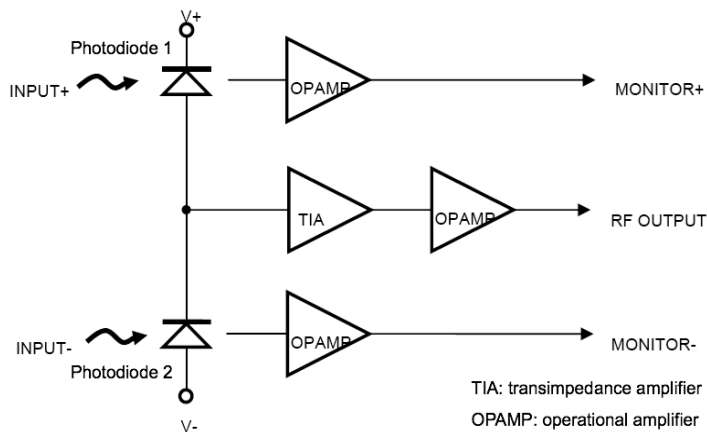 V+
Photodiode 1
INPUT+
OPAMP
MONITOR+
TIA
OPAMP
RF OUTPUT
INPUT-
OPAMP
MONITOR-
Photodiode 2
V-
TIA: transimpedance amplifier
OPAMP: operational amplifier